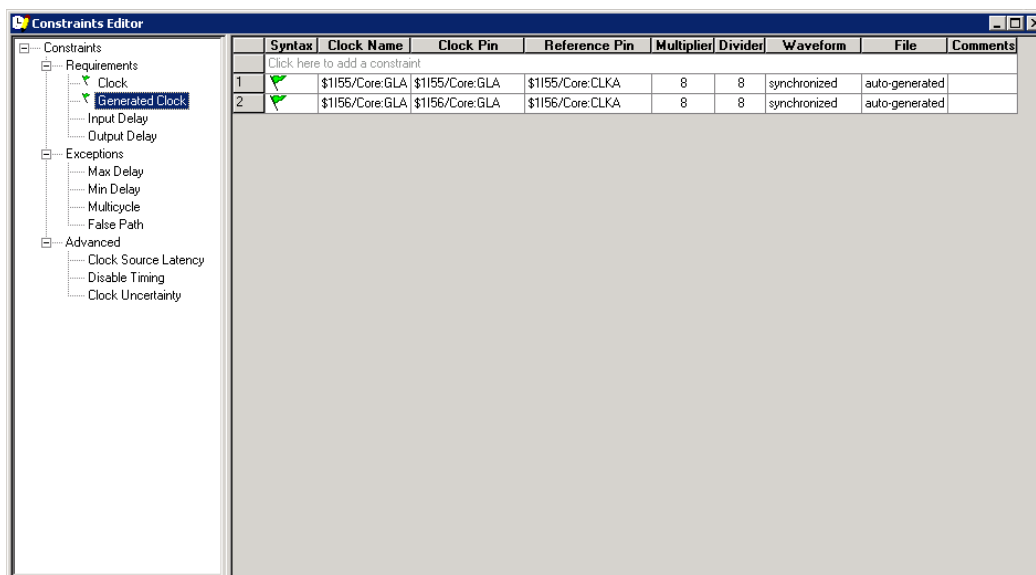 Constraints Editor
Constraints
Requirements
Clock
Generated Clock
Input Delay
Output Delay
Exceptions
Max Delay
Min Delay
Multicycle
False Path
Advanced
Clock Source Latency
Disable Timing
Clock Uncertainty
Syntax Clock Name Clock Pin Reference Pin Multiplier Divider Waveform File Comments
Click here to add a constraint
1 $1I55/Core:GLA $1I55/Core:GLA $1I55/Core:CLKA 8 8 synchronized auto-generated
2 $1I56/Core:GLA $1I56/Core:GLA $1I56/Core:CLKA 8 8 synchronized auto-generated